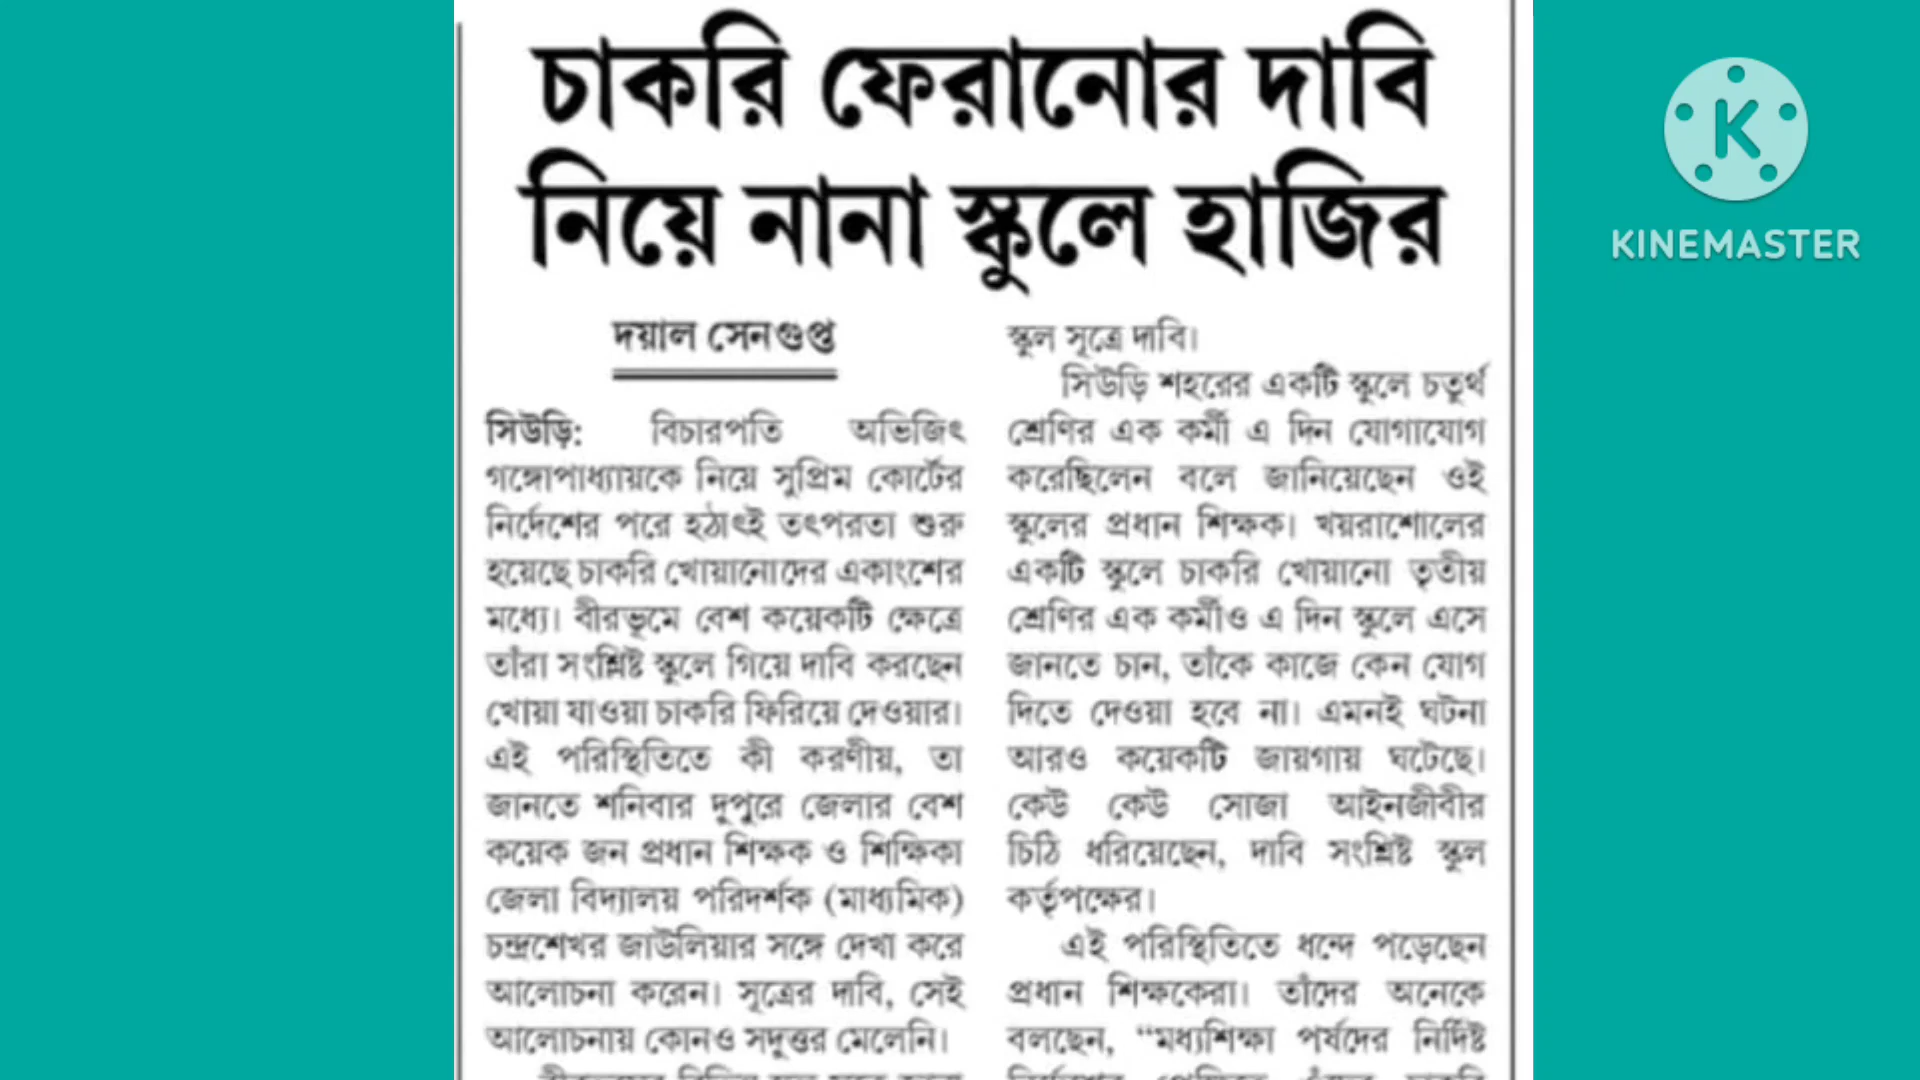 চাকরি ফেরানোর দাবি
নিয়ে নানা স্কুলে হাজির
দয়াল সেনগুপ্ত
সিউড়ি: বিচারপতি অভিজিৎ
গঙ্গোপাধ্যায়কে নিয়ে সুপ্রিম কোর্টের
নির্দেশের পরে হঠাৎই তৎপরতা শুরু
হয়েছে চাকরি খোয়ানোদের একাংশের
মধ্যে। বীরভূমে বেশ কয়েকটি ক্ষেত্রে
তাঁরা সংশ্লিষ্ট স্কুলে গিয়ে দাবি করছেন
খোয়া যাওয়া চাকরি ফিরিয়ে দেওয়ার।
এই পরিস্থিতিতে কী করণীয়, তা
জানতে শনিবার দুপুরে জেলার বেশ
কয়েক জন প্রধান শিক্ষক ও শিক্ষিকা
জেলা বিদ্যালয় পরিদর্শক (মাধ্যমিক)
চন্দ্রশেখর জাউলিয়ার সঙ্গে দেখা করে
আলোচনা করেন। সূত্রের দাবি, সেই
আলোচনায় কোনও সদুত্তর মেলেনি।
স্কুল সূত্রে দাবি।
সিউড়ি শহরের একটি স্কুলে চতুর্থ
শ্রেণির এক কর্মী এ দিন যোগাযোগ
করেছিলেন বলে জানিয়েছেন ওই
স্কুলের প্রধান শিক্ষক। খয়রাশোলের
একটি স্কুলে চাকরি খোয়ানো তৃতীয়
শ্রেণির এক কর্মীও এ দিন স্কুলে এসে
জানতে চান, তাঁকে কাজে কেন যোগ
দিতে দেওয়া হবে না। এমনই ঘটনা
আরও কয়েকটি জায়গায় ঘটেছে।
কেউ কেউ সোজা আইনজীবীর
চিঠি ধরিয়েছেন, দাবি সংশ্লিষ্ট স্কুল
কর্তৃপক্ষের।
এই পরিস্থিতিতে ধন্দে পড়েছেন
প্রধান শিক্ষকেরা। তাঁদের অনেকে
বলছেন, “মধ্যশিক্ষা পর্ষদের নির্দিষ্ট
K
KINEMASTER